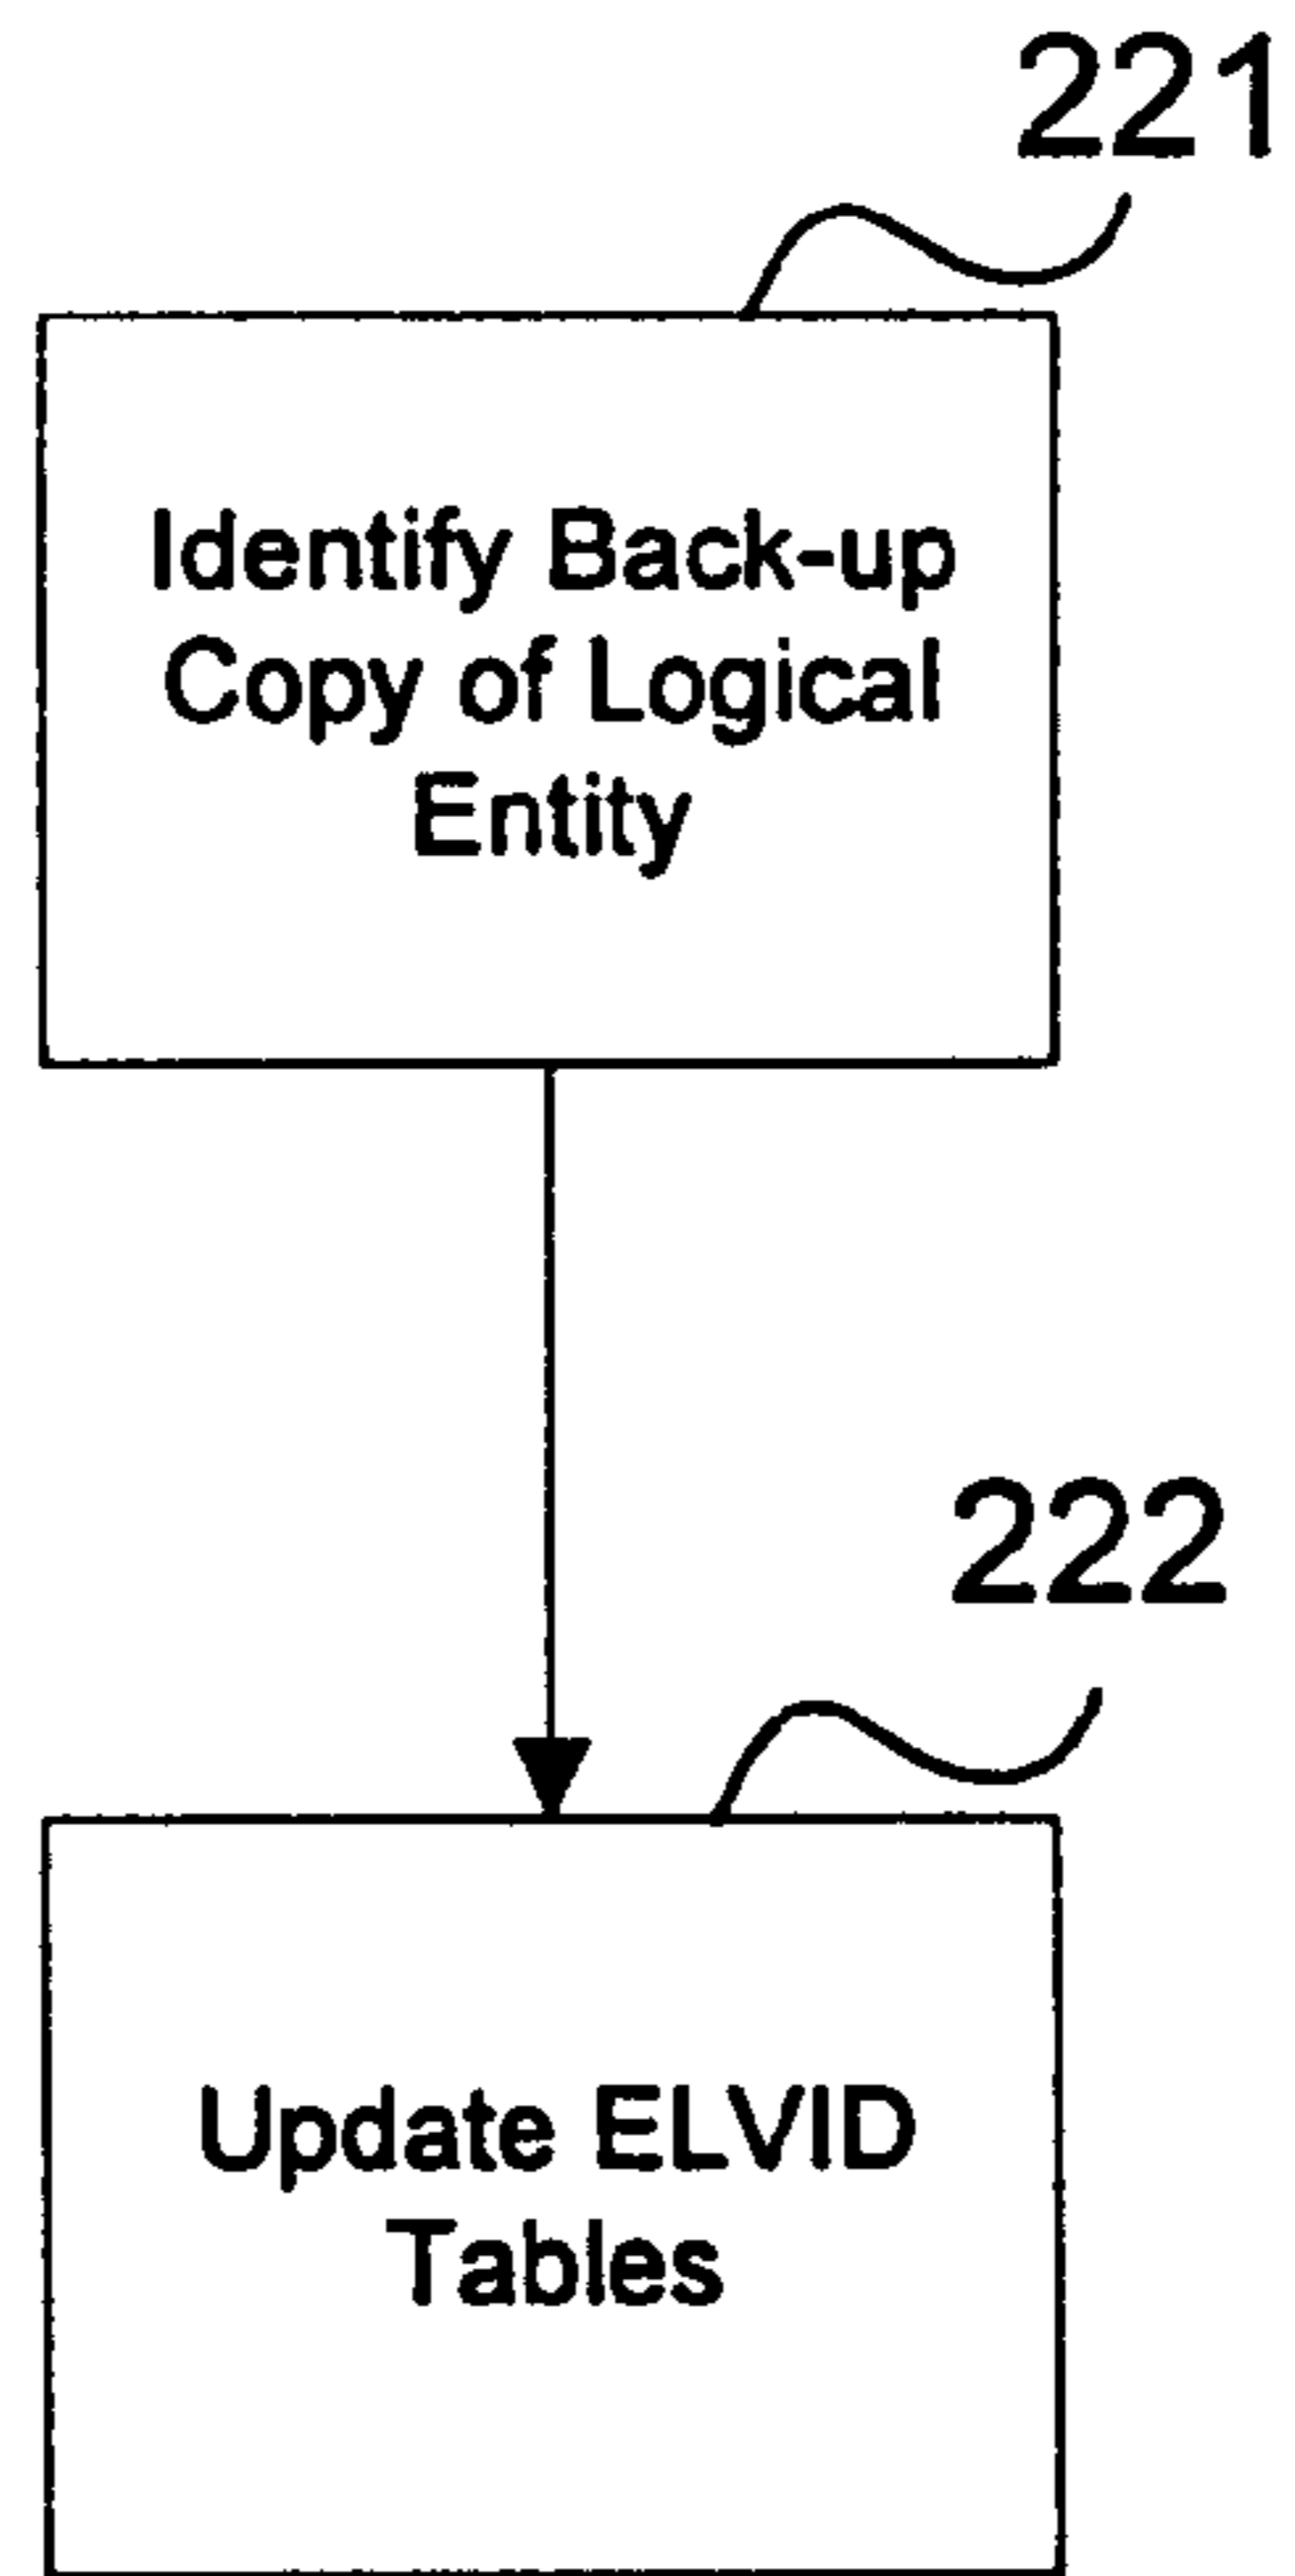 221
Identify Back-up
Copy of Logical
Entity
222
Update ELVID
Tables